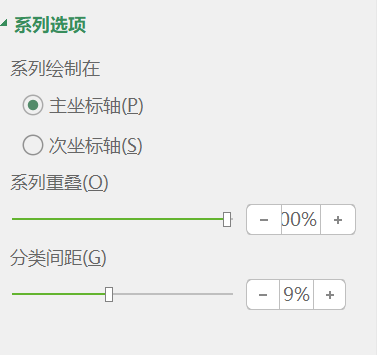 系列选项
系列绘制在
主坐标轴(P)
次坐标轴(S)
系列重叠(O)
− 00% +
分类间距(G)
− 9% +